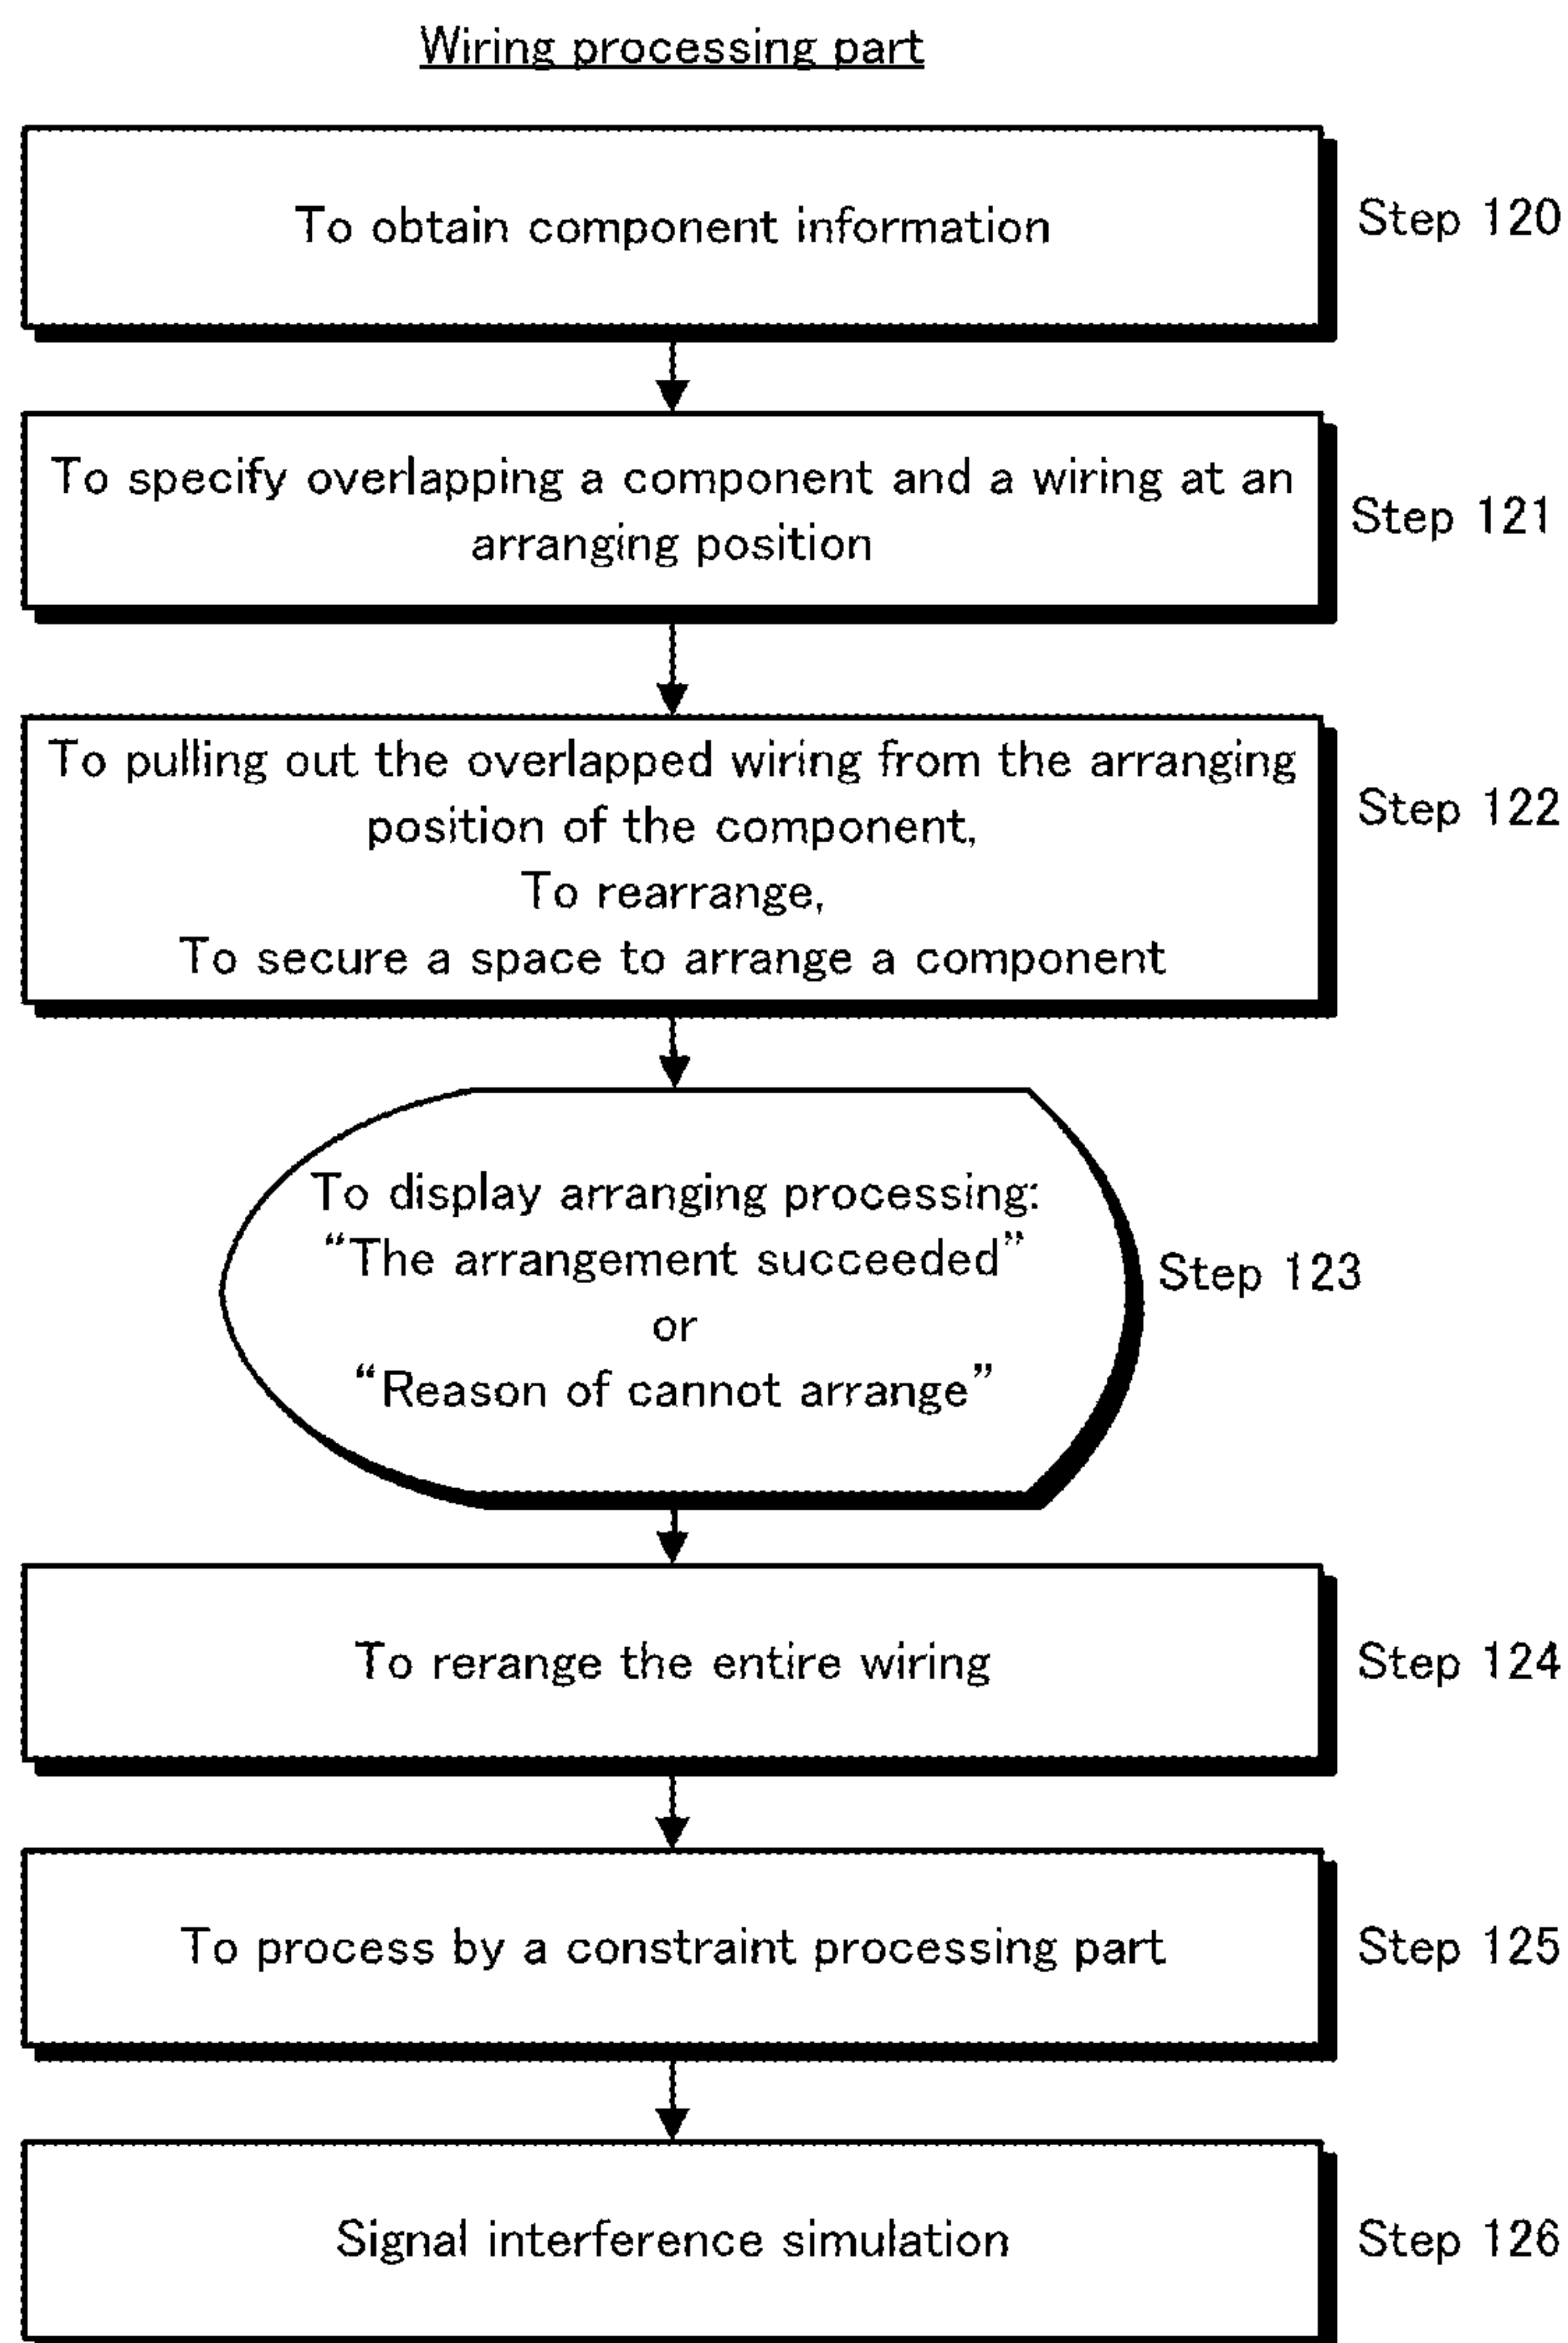 Wiring processing part
To obtain component information
Step 120
To specify overlapping a component and a wiring at an
arranging position
Step 121
To pulling out the overlapped wiring from the arranging
position of the component,
To rearrange,
To secure a space to arrange a component
Step 122
To display arranging processing:
“The arrangement succeeded”
or
“Reason of cannot arrange”
Step 123
To rerange the entire wiring
Step 124
To process by a constraint processing part
Step 125
Signal interference simulation
Step 126